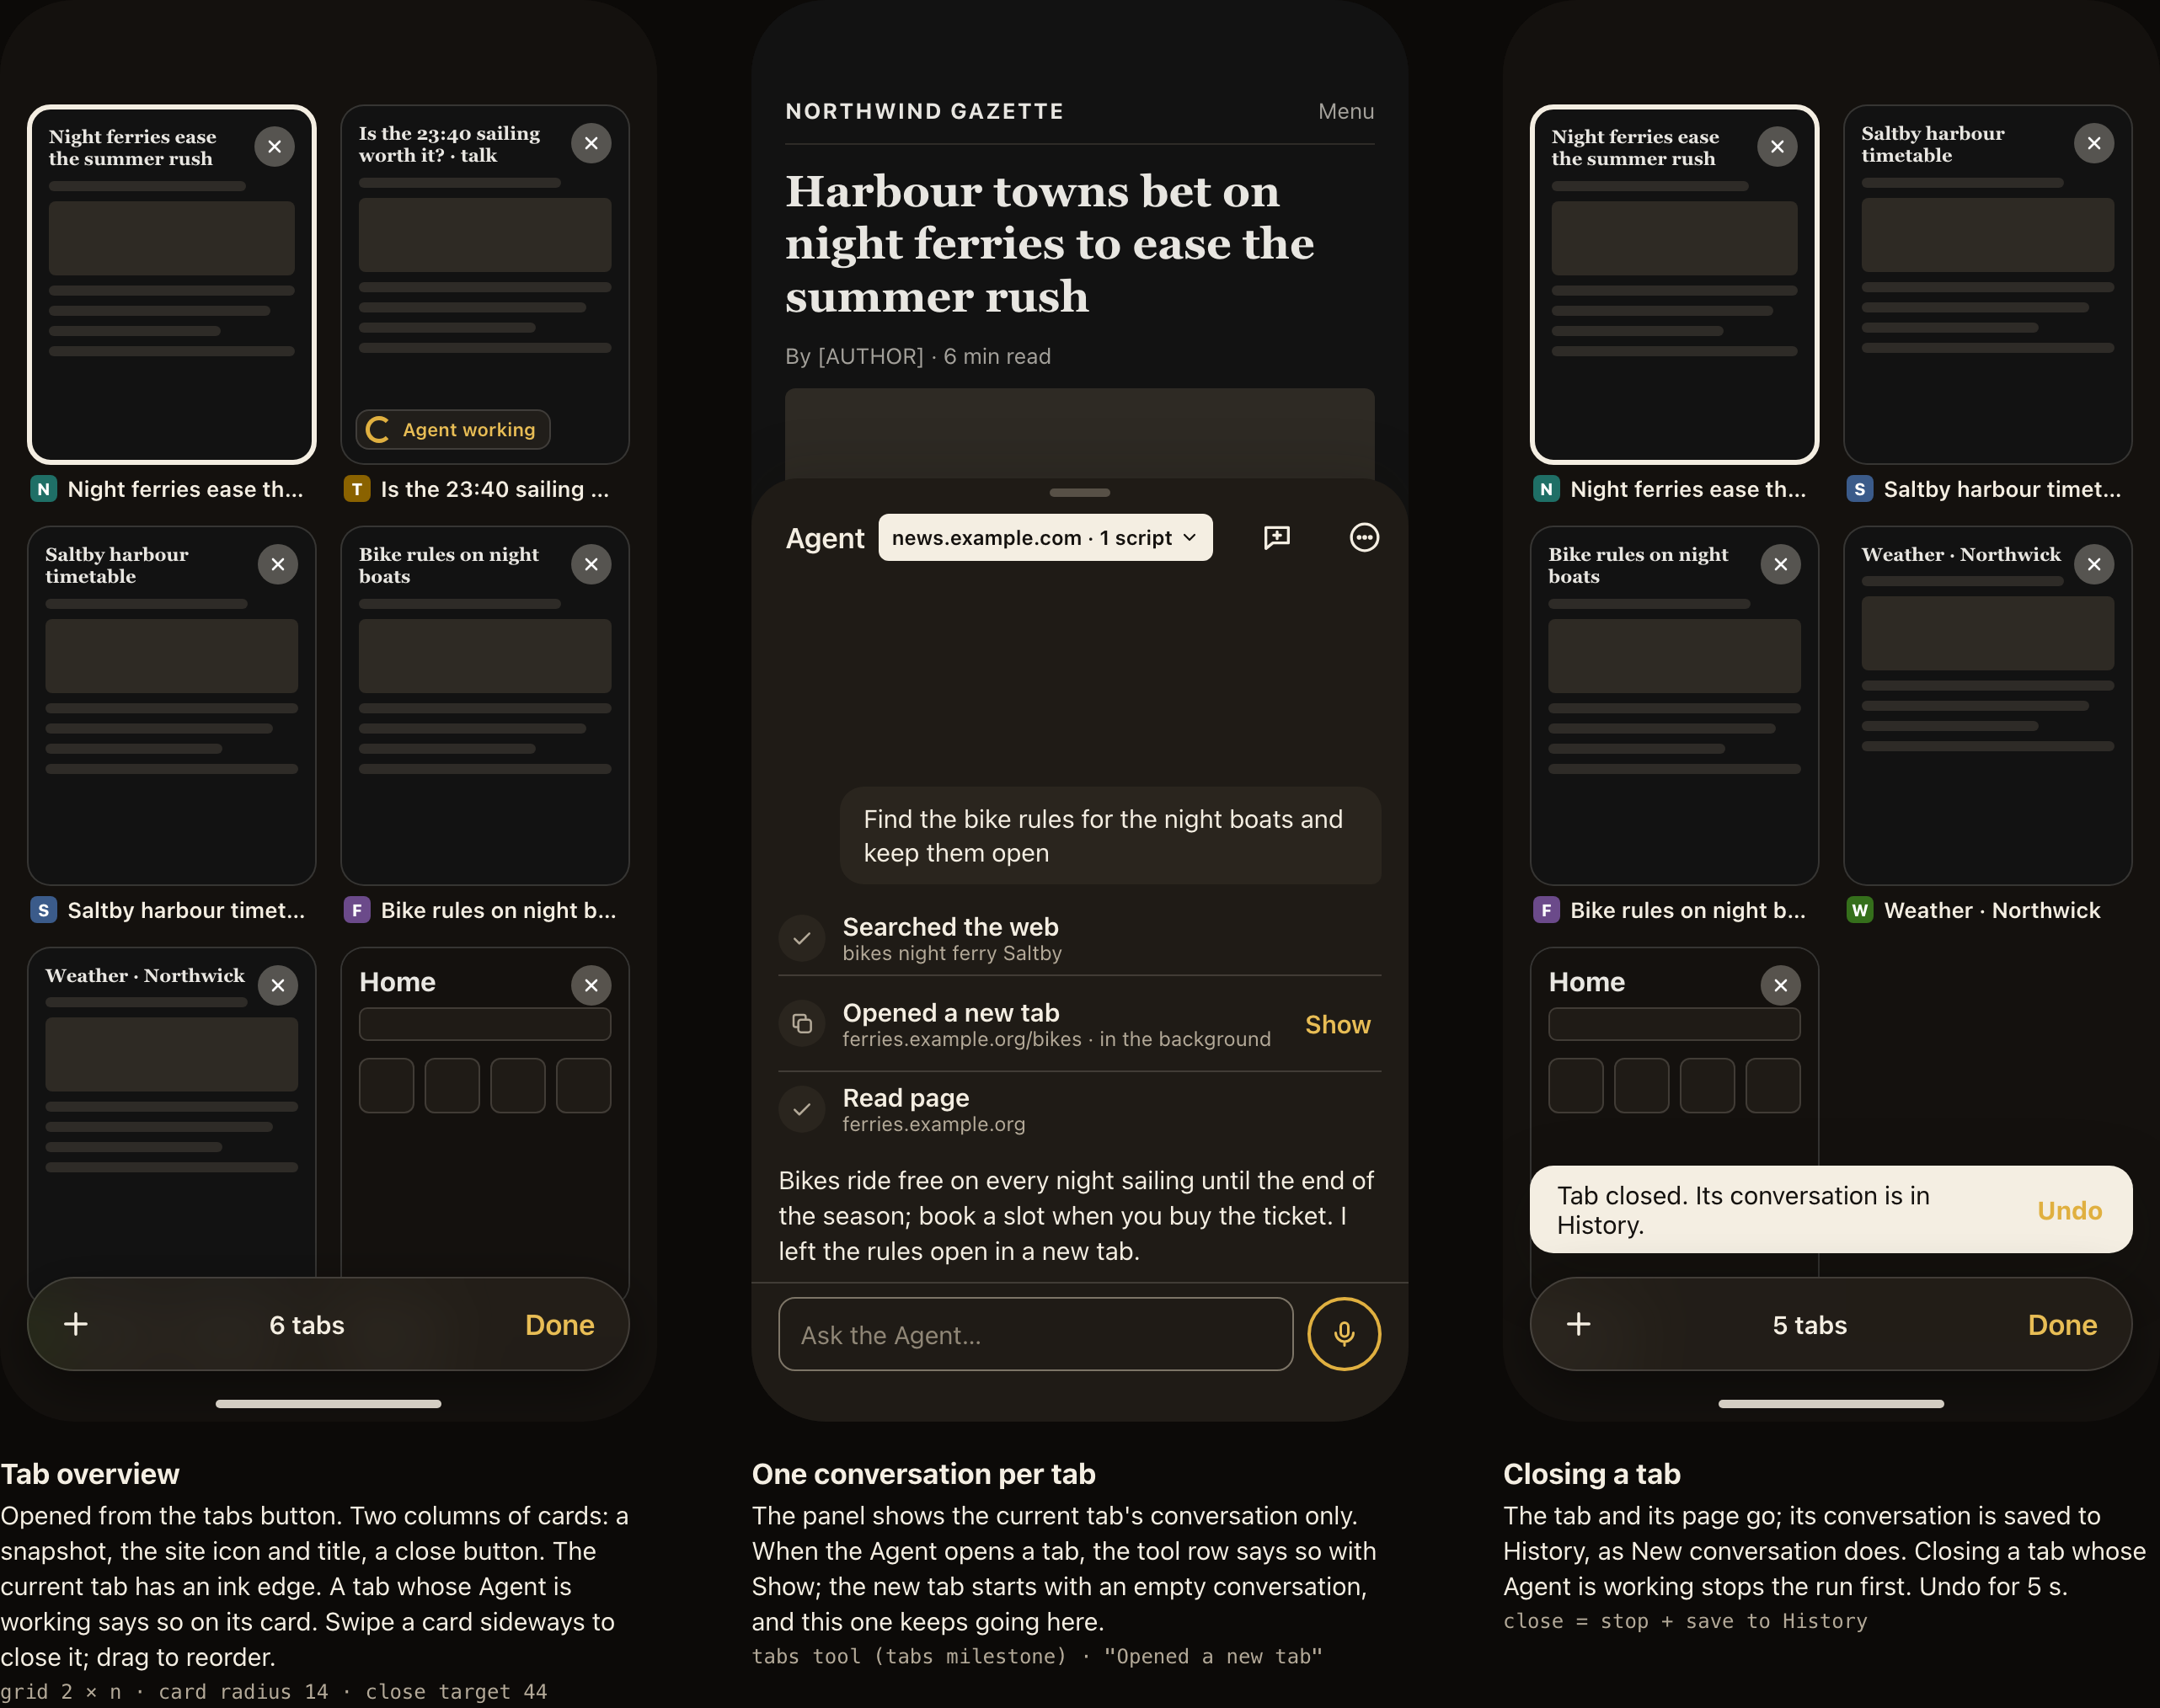 Night ferries ease
the summer rush
Is the 23:40 sailing
worth it? · talk
Agent working
N Night ferries ease th...
T Is the 23:40 sailing ...
Saltby harbour
timetable
Bike rules on night
boats
S Saltby harbour timet...
F Bike rules on night b...
Weather · Northwick
Home
6 tabs
Done
Tab overview
Opened from the tabs button. Two columns of cards: a
snapshot, the site icon and title, a close button. The
current tab has an ink edge. A tab whose Agent is
working says so on its card. Swipe a card sideways to
close it; drag to reorder.
grid 2 × n · card radius 14 · close target 44
NORTHWIND GAZETTE
Menu
Harbour towns bet on
night ferries to ease the
summer rush
By [AUTHOR] · 6 min read
Agent
news.example.com · 1 script
Find the bike rules for the night boats and
keep them open
Searched the web
bikes night ferry Saltby
Opened a new tab
ferries.example.org/bikes · in the background
Show
Read page
ferries.example.org
Bikes ride free on every night sailing until the end of
the season; book a slot when you buy the ticket. I
left the rules open in a new tab.
Ask the Agent...
One conversation per tab
The panel shows the current tab's conversation only.
When the Agent opens a tab, the tool row says so with
Show; the new tab starts with an empty conversation,
and this one keeps going here.
tabs tool (tabs milestone) · "Opened a new tab"
Night ferries ease
the summer rush
Saltby harbour
timetable
N Night ferries ease th...
S Saltby harbour timet...
Bike rules on night
boats
Weather · Northwick
F Bike rules on night b...
W Weather · Northwick
Home
Tab closed. Its conversation is in
History.
Undo
5 tabs
Done
Closing a tab
The tab and its page go; its conversation is saved to
History, as New conversation does. Closing a tab whose
Agent is working stops the run first. Undo for 5 s.
close = stop + save to History